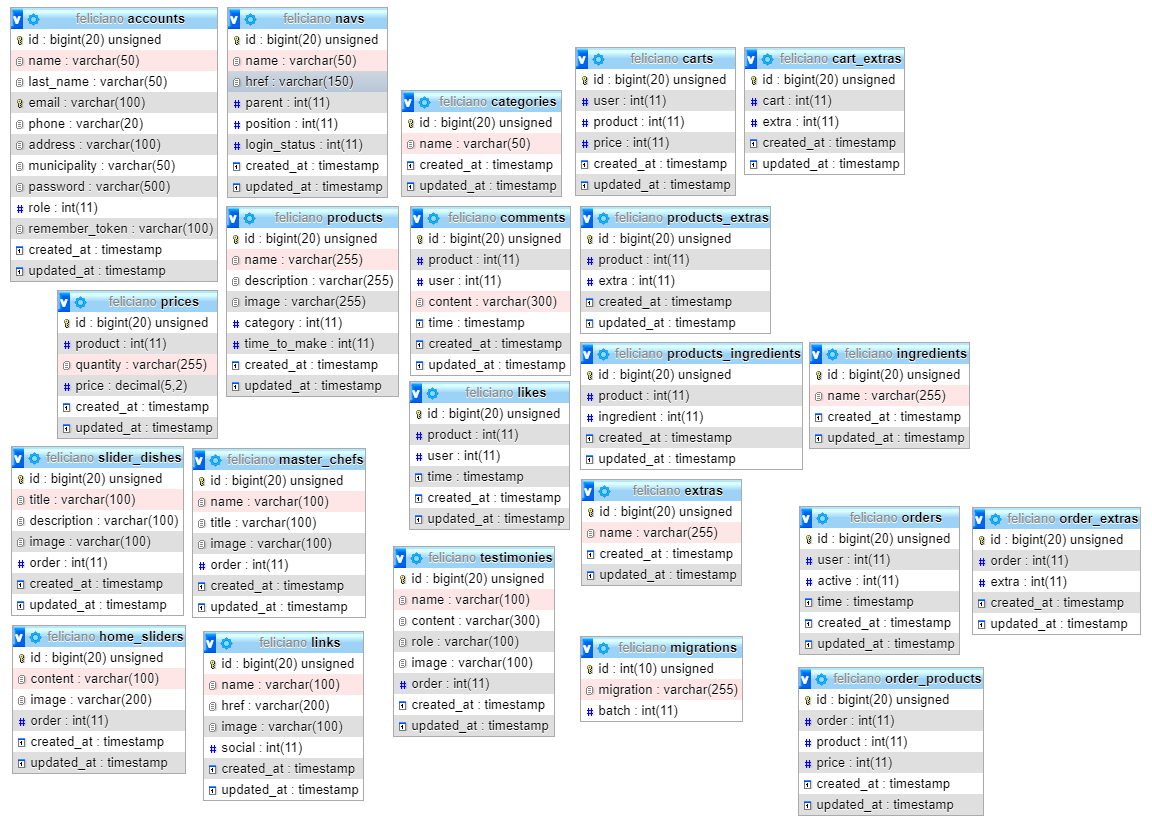 feliciano accounts
id : bigint(20) unsigned
name : varchar(50)
last_name : varchar(50)
email : varchar(100)
phone : varchar(20)
address : varchar(100)
municipality : varchar(50)
password : varchar(500)
role : int(11)
remember_token : varchar(100)
created_at : timestamp
updated_at : timestamp
feliciano navs
id : bigint(20) unsigned
name : varchar(50)
href : varchar(150)
parent : int(11)
position : int(11)
login_status : int(11)
created_at : timestamp
updated_at : timestamp
feliciano categories
id : bigint(20) unsigned
name : varchar(50)
created_at : timestamp
updated_at : timestamp
feliciano carts
id : bigint(20) unsigned
user : int(11)
product : int(11)
price : int(11)
created_at : timestamp
updated_at : timestamp
feliciano cart_extras
id : bigint(20) unsigned
cart : int(11)
extra : int(11)
created_at : timestamp
updated_at : timestamp
feliciano products
id : bigint(20) unsigned
name : varchar(255)
description : varchar(255)
image : varchar(255)
category : int(11)
time_to_make : int(11)
created_at : timestamp
updated_at : timestamp
feliciano comments
id : bigint(20) unsigned
product : int(11)
user : int(11)
content : varchar(300)
time : timestamp
created_at : timestamp
updated_at : timestamp
feliciano products_extras
id : bigint(20) unsigned
product : int(11)
extra : int(11)
created_at : timestamp
updated_at : timestamp
feliciano prices
id : bigint(20) unsigned
product : int(11)
quantity : varchar(255)
price : decimal(5,2)
created_at : timestamp
updated_at : timestamp
feliciano products_ingredients
id : bigint(20) unsigned
product : int(11)
ingredient : int(11)
created_at : timestamp
updated_at : timestamp
feliciano ingredients
id : bigint(20) unsigned
name : varchar(255)
created_at : timestamp
updated_at : timestamp
feliciano likes
id : bigint(20) unsigned
product : int(11)
user : int(11)
time : timestamp
created_at : timestamp
updated_at : timestamp
feliciano slider_dishes
id : bigint(20) unsigned
title : varchar(100)
description : varchar(100)
image : varchar(100)
order : int(11)
created_at : timestamp
updated_at : timestamp
feliciano master_chefs
id : bigint(20) unsigned
name : varchar(100)
title : varchar(100)
image : varchar(100)
order : int(11)
created_at : timestamp
updated_at : timestamp
feliciano extras
id : bigint(20) unsigned
name : varchar(255)
created_at : timestamp
updated_at : timestamp
feliciano orders
id : bigint(20) unsigned
user : int(11)
active : int(11)
time : timestamp
created_at : timestamp
updated_at : timestamp
feliciano order_extras
id : bigint(20) unsigned
order : int(11)
extra : int(11)
created_at : timestamp
updated_at : timestamp
feliciano testimonies
id : bigint(20) unsigned
name : varchar(100)
content : varchar(300)
role : varchar(100)
image : varchar(100)
order : int(11)
created_at : timestamp
updated_at : timestamp
feliciano home_sliders
id : bigint(20) unsigned
content : varchar(100)
image : varchar(200)
order : int(11)
created_at : timestamp
updated_at : timestamp
feliciano links
id : bigint(20) unsigned
name : varchar(100)
href : varchar(200)
image : varchar(100)
social : int(11)
created_at : timestamp
updated_at : timestamp
feliciano migrations
id : int(10) unsigned
migration : varchar(255)
batch : int(11)
feliciano order_products
id : bigint(20) unsigned
order : int(11)
product : int(11)
price : int(11)
created_at : timestamp
updated_at : timestamp